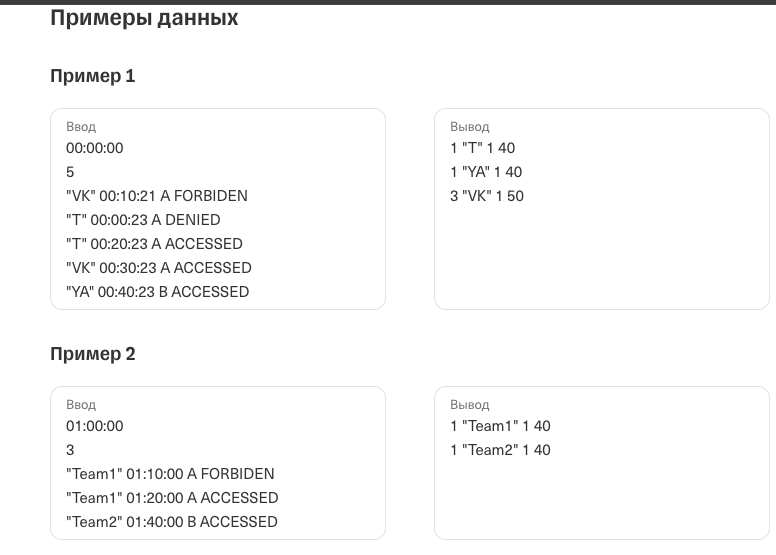 Примеры данных
Пример 1
Ввод
00:00:00
5
"VK" 00:10:21 A FORBIDEN
"T" 00:00:23 A DENIED
"T" 00:20:23 A ACCESSED
"VK" 00:30:23 A ACCESSED
"YA" 00:40:23 B ACCESSED
Вывод
1 "T" 1 40
1 "YA" 1 40
3 "VK" 1 50
Пример 2
Ввод
01:00:00
3
"Team1" 01:10:00 A FORBIDEN
"Team1" 01:20:00 A ACCESSED
"Team2" 01:40:00 B ACCESSED
Вывод
1 "Team1" 1 40
1 "Team2" 1 40